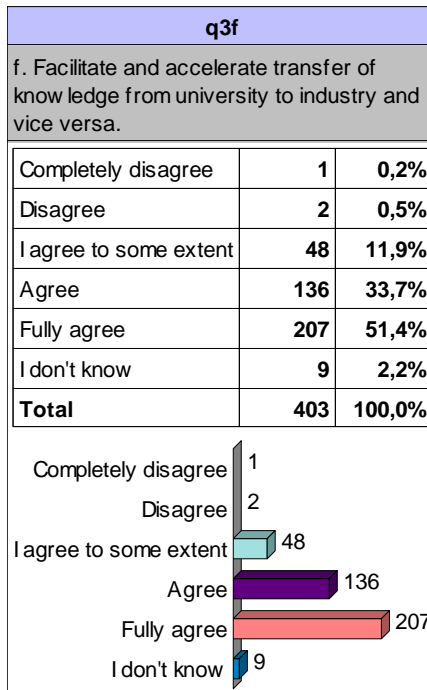 q3f
f. Facilitate and accelerate transfer of
know ledge from university to industry and
vice versa.
Completely disagree 1 0,2%
Disagree 2 0,5%
I agree to some extent 48 11,9%
Agree 136 33,7%
Fully agree 207 51,4%
I don't know 9 2,2%
Total 403 100,0%
Completely disagree 1
Disagree 2
I agree to some extent 48
Agree 136
Fully agree 207
I don't know 9